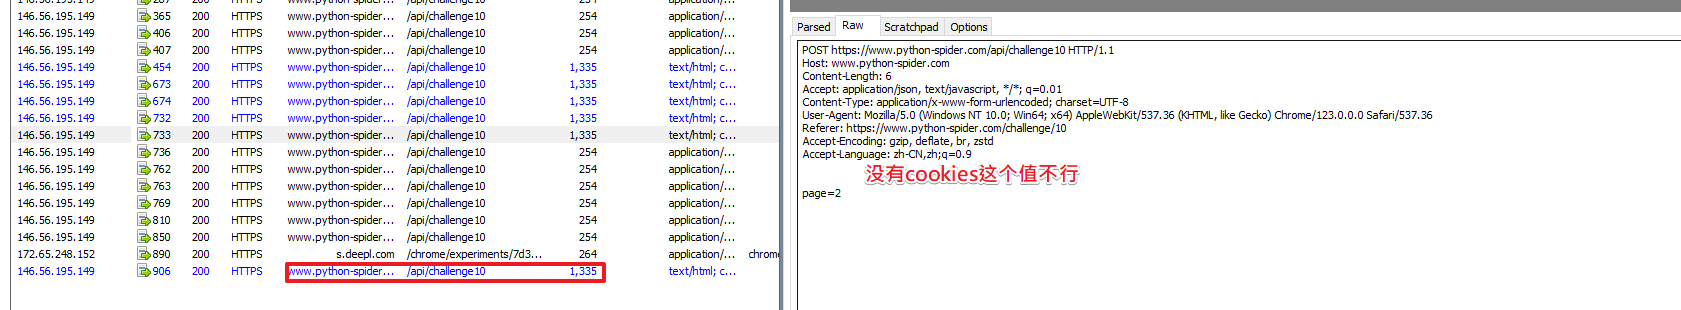 146.56.195.149 267 200 HTTPS www.python-spider... /api/challenge10 254 application/...
146.56.195.149 365 200 HTTPS www.python-spider... /api/challenge10 254 application/...
146.56.195.149 406 200 HTTPS www.python-spider... /api/challenge10 254 application/...
146.56.195.149 407 200 HTTPS www.python-spider... /api/challenge10 254 application/...
146.56.195.149 454 200 HTTPS www.python-spider... /api/challenge10 1,335 text/html; c...
146.56.195.149 673 200 HTTPS www.python-spider... /api/challenge10 1,335 text/html; c...
146.56.195.149 674 200 HTTPS www.python-spider... /api/challenge10 1,335 text/html; c...
146.56.195.149 732 200 HTTPS www.python-spider... /api/challenge10 1,335 text/html; c...
146.56.195.149 733 200 HTTPS www.python-spider... /api/challenge10 1,335 text/html; c...
146.56.195.149 736 200 HTTPS www.python-spider... /api/challenge10 254 application/...
146.56.195.149 762 200 HTTPS www.python-spider... /api/challenge10 254 application/...
146.56.195.149 763 200 HTTPS www.python-spider... /api/challenge10 254 application/...
146.56.195.149 769 200 HTTPS www.python-spider... /api/challenge10 254 application/...
146.56.195.149 810 200 HTTPS www.python-spider... /api/challenge10 254 application/...
146.56.195.149 850 200 HTTPS www.python-spider... /api/challenge10 254 application/...
172.65.248.152 890 200 HTTPS s.deepl.com /chrome/experiments/7d3... 264 application/... chrome
146.56.195.149 906 200 HTTPS www.python-spider... /api/challenge10 1,335 text/html; c...
Parsed Raw Scratchpad Options
POST https://www.python-spider.com/api/challenge10 HTTP/1.1
Host: www.python-spider.com
Content-Length: 6
Accept: application/json, text/javascript, */*; q=0.01
Content-Type: application/x-www-form-urlencoded; charset=UTF-8
User-Agent: Mozilla/5.0 (Windows NT 10.0; Win64; x64) AppleWebKit/537.36 (KHTML, like Gecko) Chrome/123.0.0.0 Safari/537.36
Referer: https://www.python-spider.com/challenge/10
Accept-Encoding: gzip, deflate, br, zstd
Accept-Language: zh-CN,zh;q=0.9
没有cookies这个值不行
page=2